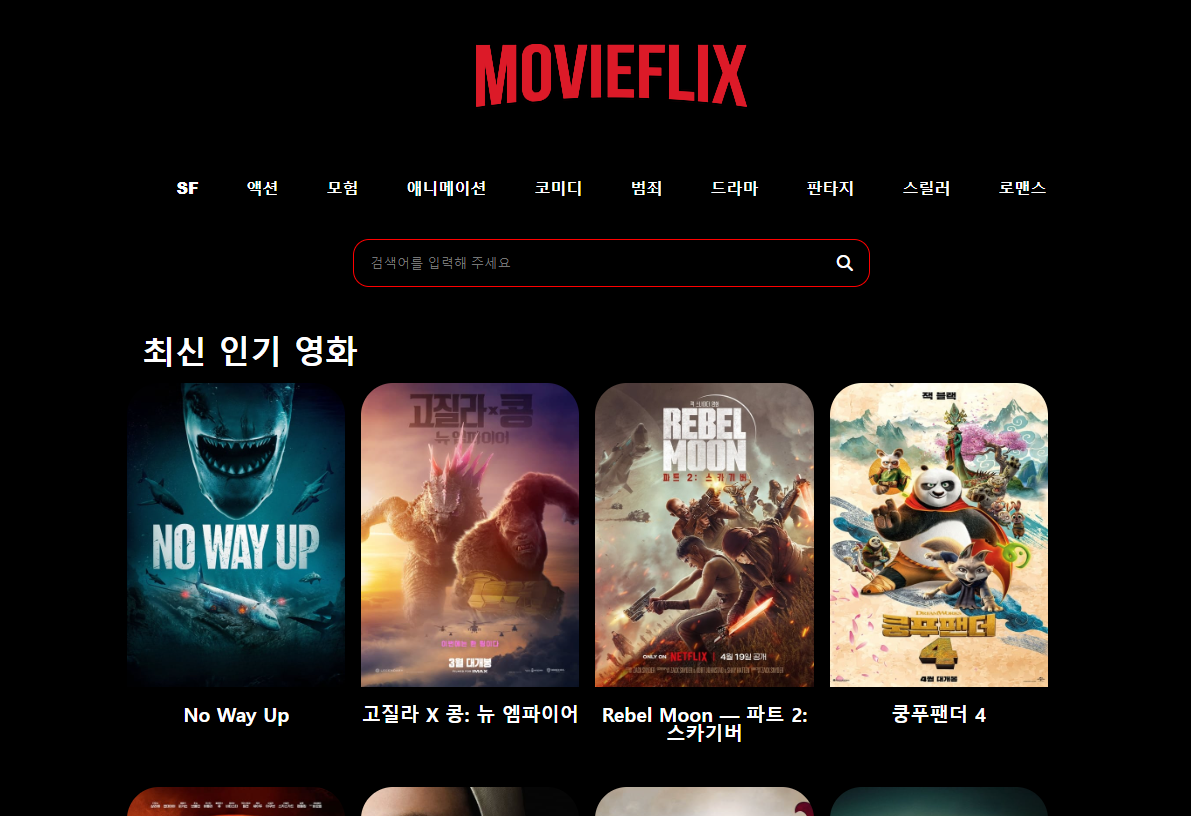 MOVIEFLIX
SF 액션 모험 애니메이션 코미디 범죄 드라마 판타지 스릴러 로맨스
검색어를 입력해 주세요
최신 인기 영화
NO WAY UP
고질라 x 콩
뉴 엠파이어
3월 대개봉
REBEL
MOON
파트 2: 스카기버
ONLY ON NETFLIX | 4월 19일 공개
잭 블랙
DREAMWORKS
쿵푸팬더
4
4월 대개봉
No Way Up
고질라 X 콩: 뉴 엠파이어
Rebel Moon — 파트 2:
스카기버
쿵푸팬더 4